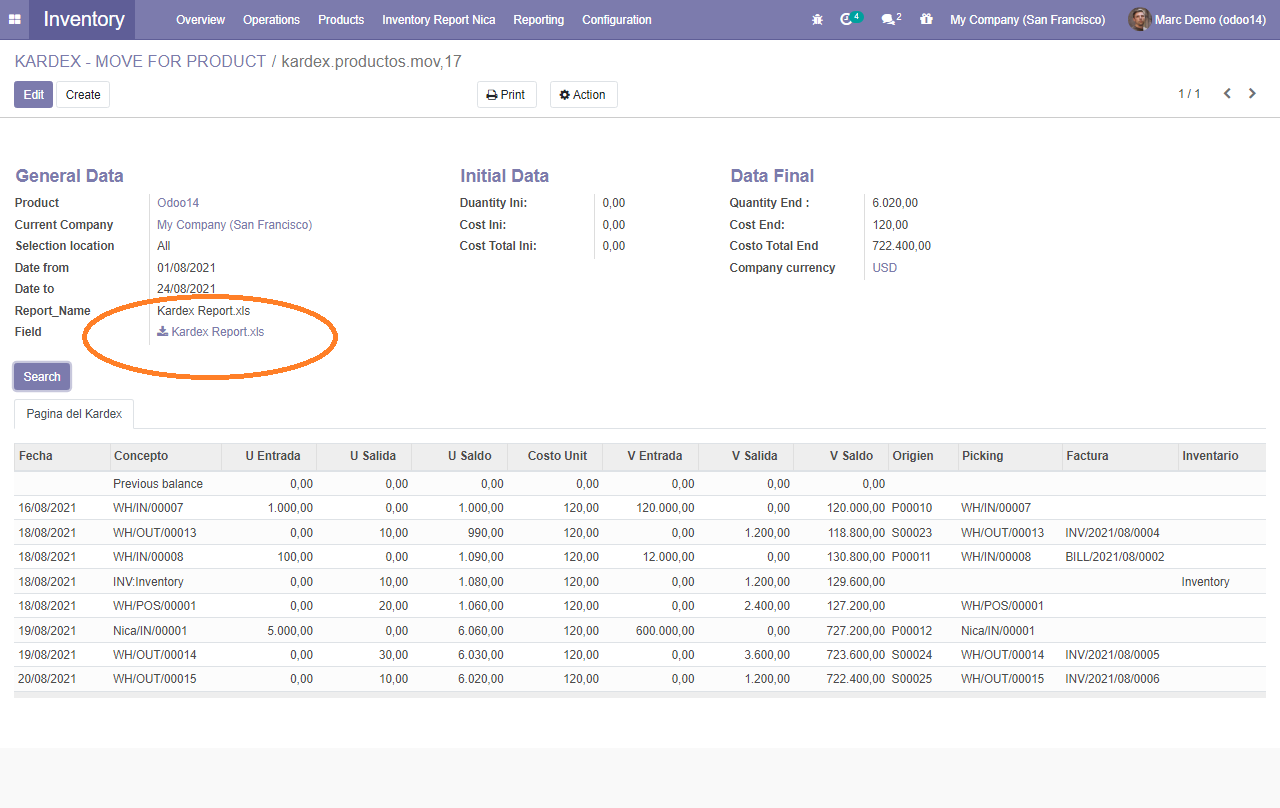 Inventory Overview Operations Products Inventory Report Nica Reporting Configuration 4 2 My Company (San Francisco) Marc Demo (odoo14)
KARDEX - MOVE FOR PRODUCT / kardex.productos.mov,17
Edit Create Print Action 1 / 1
General Data Initial Data Data Final
Product Odoo14 Duantity Ini: 0,00 Quantity End : 6.020,00
Current Company My Company (San Francisco) Cost Ini: 0,00 Cost End: 120,00
Selection location All Cost Total Ini: 0,00 Costo Total End 722.400,00
Date from 01/08/2021 Company currency USD
Date to 24/08/2021
Report_Name Kardex Report.xls
Field Kardex Report.xls
Search
Pagina del Kardex
Fecha Concepto U Entrada U Salida U Saldo Costo Unit V Entrada V Salida V Saldo Origien Picking Factura Inventario
Previous balance 0,00 0,00 0,00 0,00 0,00 0,00 0,00
16/08/2021 WH/IN/00007 1.000,00 0,00 1.000,00 120,00 120.000,00 0,00 120.000,00 P00010 WH/IN/00007
18/08/2021 WH/OUT/00013 0,00 10,00 990,00 120,00 0,00 1.200,00 118.800,00 S00023 WH/OUT/00013 INV/2021/08/0004
18/08/2021 WH/IN/00008 100,00 0,00 1.090,00 120,00 12.000,00 0,00 130.800,00 P00011 WH/IN/00008 BILL/2021/08/0002
18/08/2021 INV:Inventory 0,00 10,00 1.080,00 120,00 0,00 1.200,00 129.600,00 Inventory
18/08/2021 WH/POS/00001 0,00 20,00 1.060,00 120,00 0,00 2.400,00 127.200,00 WH/POS/00001
19/08/2021 Nica/IN/00001 5.000,00 0,00 6.060,00 120,00 600.000,00 0,00 727.200,00 P00012 Nica/IN/00001
19/08/2021 WH/OUT/00014 0,00 30,00 6.030,00 120,00 0,00 3.600,00 723.600,00 S00024 WH/OUT/00014 INV/2021/08/0005
20/08/2021 WH/OUT/00015 0,00 10,00 6.020,00 120,00 0,00 1.200,00 722.400,00 S00025 WH/OUT/00015 INV/2021/08/0006